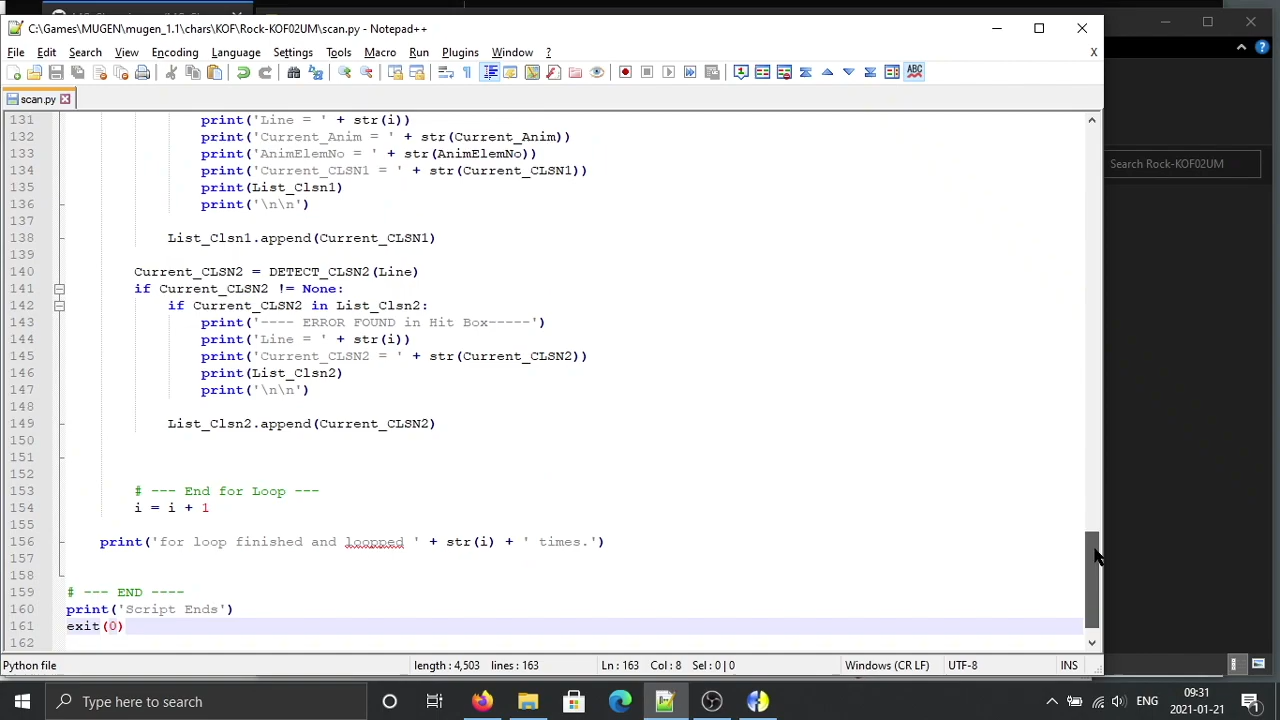 C:\Games\MUGEN\mugen_1.1\chars\KOF\Rock-KOF02UM\scan.py - Notepad++
File Edit Search View Encoding Language Settings Tools Macro Run Plugins Window ? X
scan.py
Search Rock-KOF02UM
131 print('Line = ' + str(i))
132 print('Current_Anim = ' + str(Current_Anim))
133 print('AnimElemNo = ' + str(AnimElemNo))
134 print('Current_CLSN1 = ' + str(Current_CLSN1))
135 print(List_Clsn1)
136 print('\n\n')
137
138 List_Clsn1.append(Current_CLSN1)
139
140 Current_CLSN2 = DETECT_CLSN2(Line)
141 if Current_CLSN2 != None:
142 if Current_CLSN2 in List_Clsn2:
143 print('---- ERROR FOUND in Hit Box-----')
144 print('Line = ' + str(i))
145 print('Current_CLSN2 = ' + str(Current_CLSN2))
146 print(List_Clsn2)
147 print('\n\n')
148
149 List_Clsn2.append(Current_CLSN2)
150
151
152
153 # --- End for Loop ---
154 i = i + 1
155
156 print('for loop finished and loopped ' + str(i) + ' times.')
157
158
159 # --- END ----
160 print('Script Ends')
161 exit(0)
162
Python file length : 4,503 lines : 163 Ln : 163 Col : 8 Sel : 0 | 0 Windows (CR LF) UTF-8 INS
Type here to search
ENG
09:31
2021-01-21